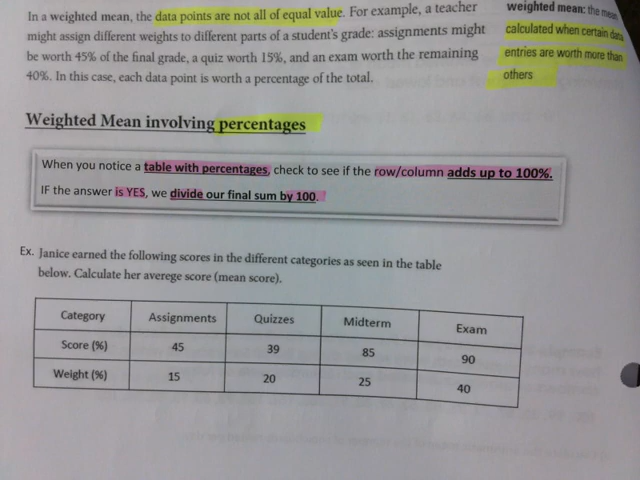 In a weighted mean, the data points are not all of equal value. For example, a teacher
might assign different weights to different parts of a student's grade: assignments might
be worth 45% of the final grade, a quiz worth 15%, and an exam worth the remaining
40%. In this case, each data point is worth a percentage of the total.
weighted mean: the mean
calculated when certain data
entries are worth more than
others
Weighted Mean involving percentages
When you notice a table with percentages, check to see if the row/column adds up to 100%.
IF the answer is YES, we divide our final sum by 100.
Ex. Janice earned the following scores in the different categories as seen in the table
below. Calculate her averege score (mean score).
Category Assignments Quizzes Midterm Exam
Score (%) 45 39 85 90
Weight (%) 15 20 25 40